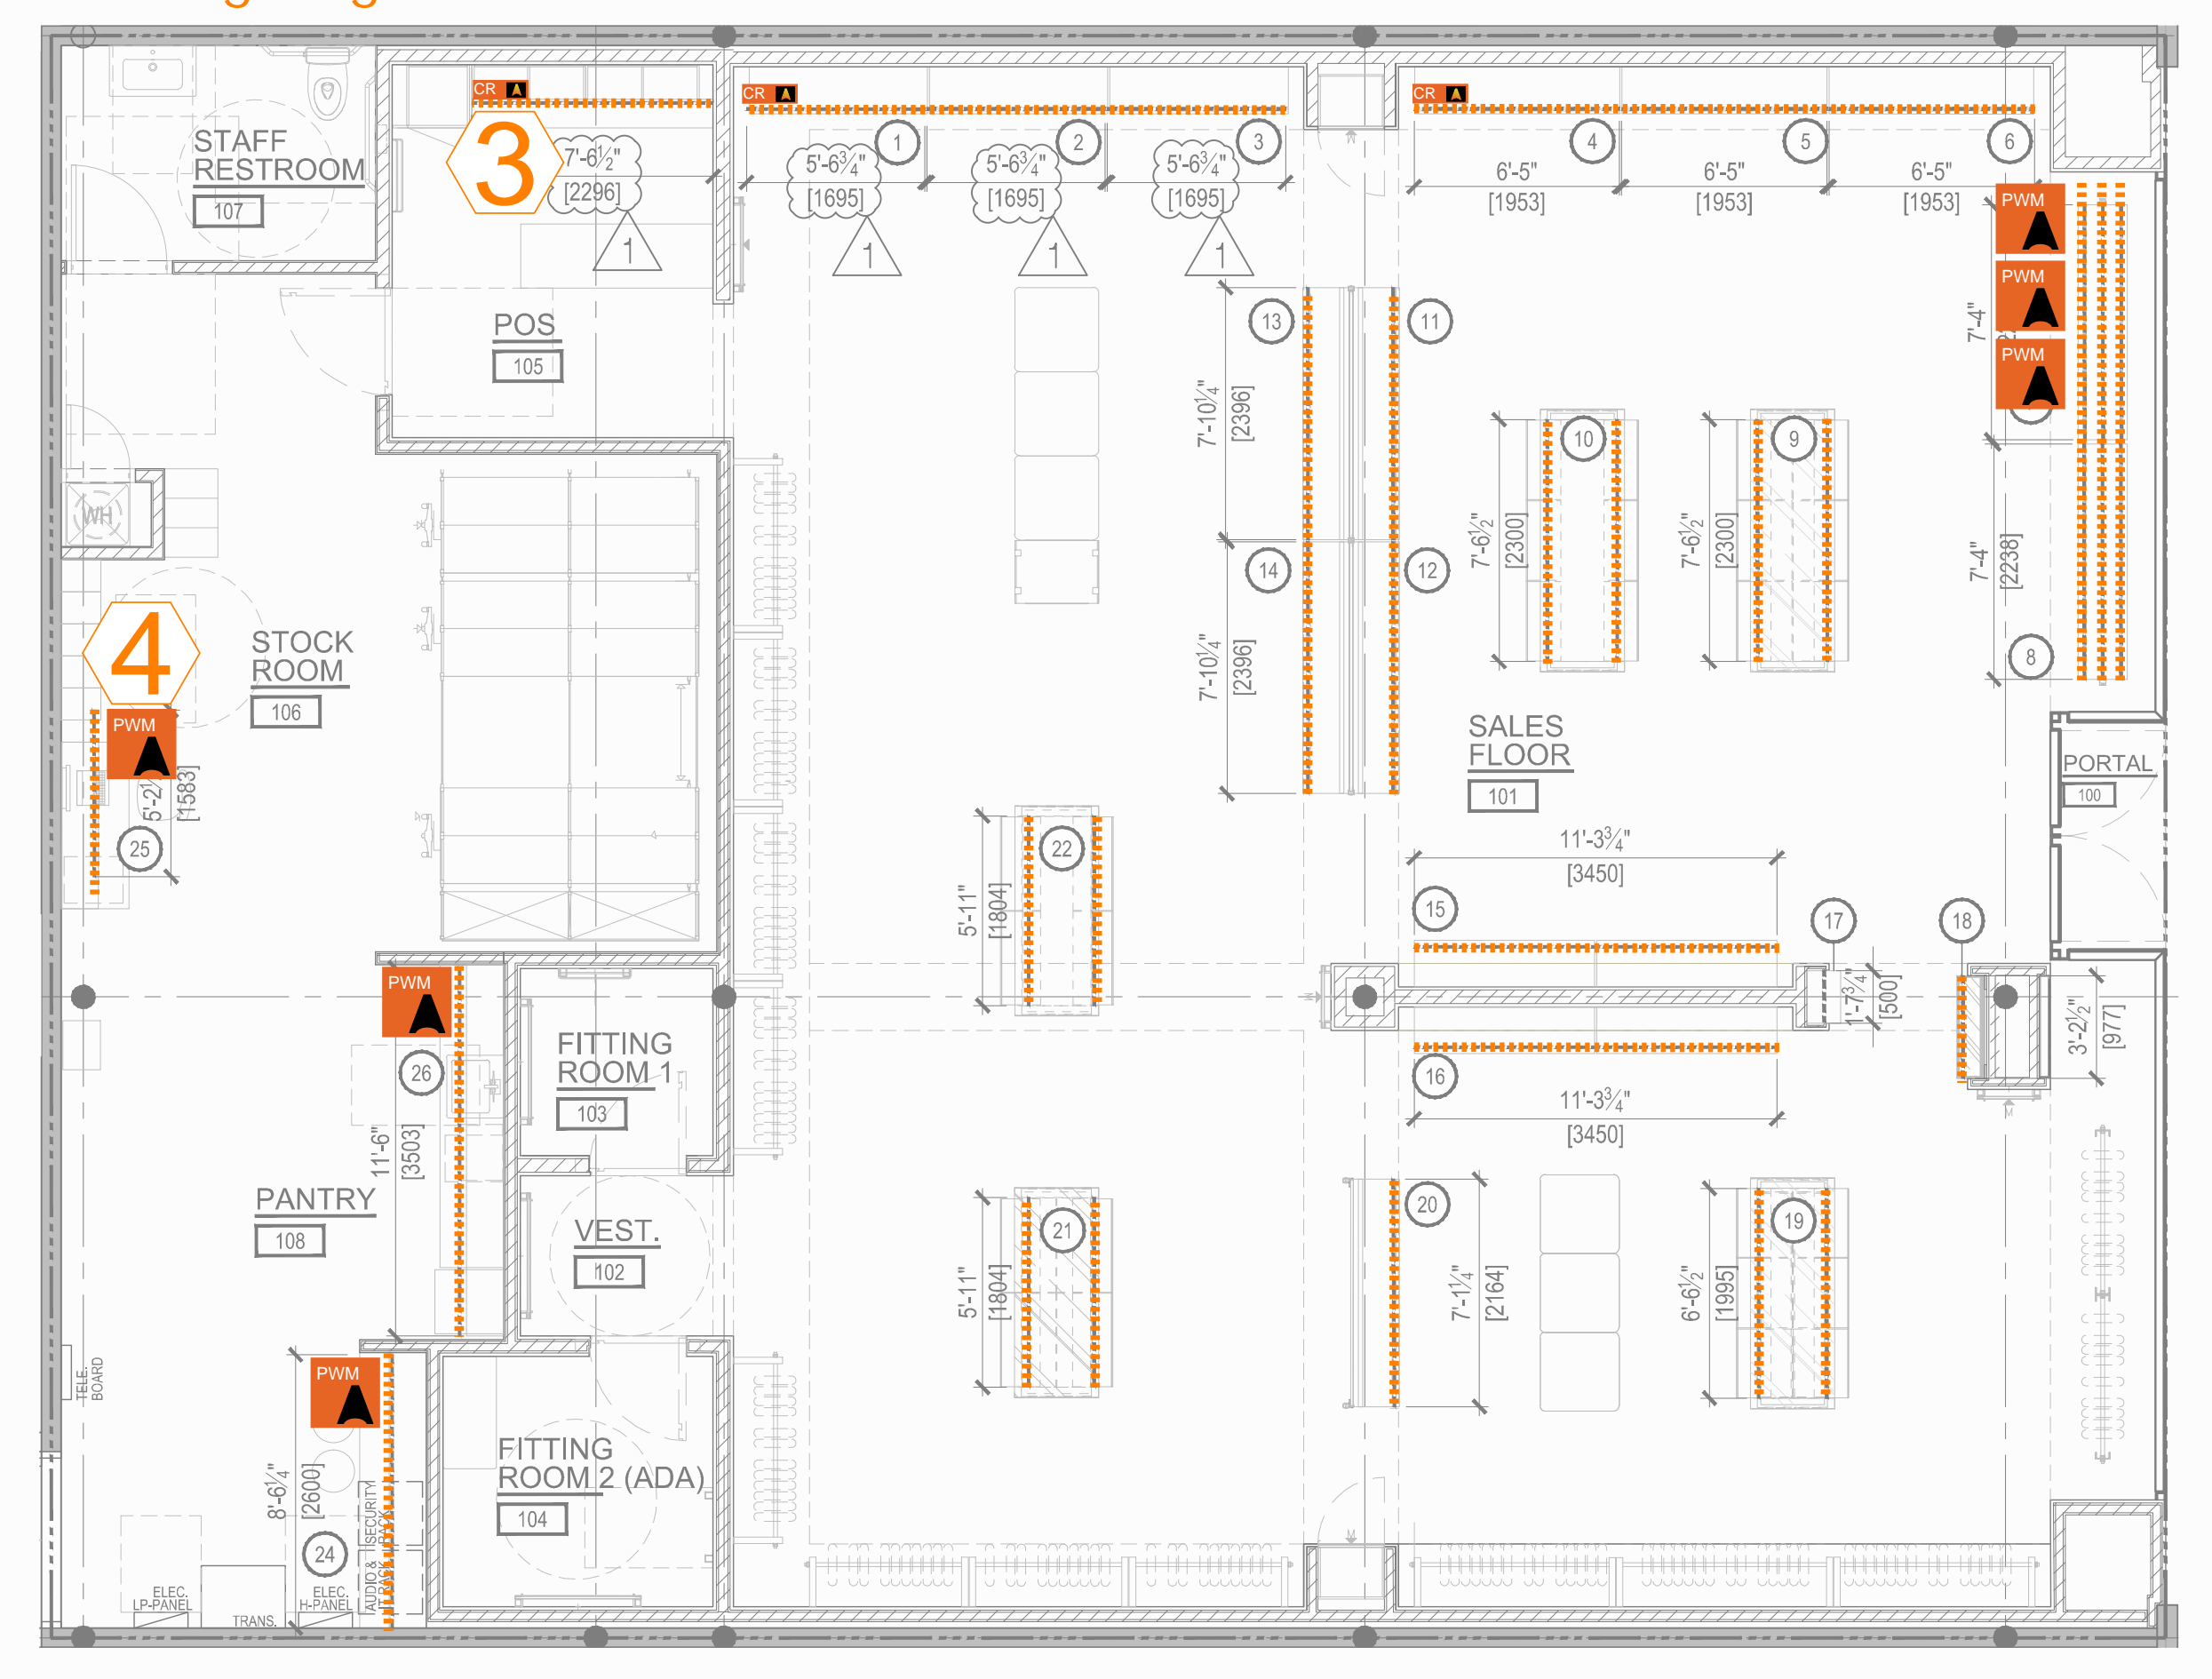 CR
CR
CR
STAFF
RESTROOM
107
3
7'-6½"
[2296]
1
1
5'-6¾"
[1695]
1
2
5'-6¾"
[1695]
1
3
5'-6¾"
[1695]
1
4
6'-5"
[1953]
5
6'-5"
[1953]
6
6'-5"
[1953]
PWM
PWM
PWM
7'-4"
POS
105
13
11
7'-10¼"
[2396]
14
12
7'-10¼"
[2396]
10
7'-6½"
[2300]
9
7'-6½"
[2300]
7'-4"
[2238]
8
WH
4
STOCK
ROOM
106
PWM
[1583]
25
SALES
FLOOR
101
PORTAL
100
22
5'-11"
[1804]
11'-3¾"
[3450]
15
17
18
1'-7¾"
[500]
3'-2½"
[977]
16
11'-3¾"
[3450]
PWM
26
11'-6"
[3503]
FITTING
ROOM 1
103
PANTRY
108
VEST.
102
21
5'-11"
[1804]
20
7'-1¼"
[2164]
19
6'-6½"
[1995]
TELE.
BOARD
PWM
8'-6¼"
[2600]
24
FITTING
ROOM 2 (ADA)
104
SECURITY
AUDIO &
ELEC.
LP-PANEL
TRANS.
ELEC.
H-PANEL
M
M